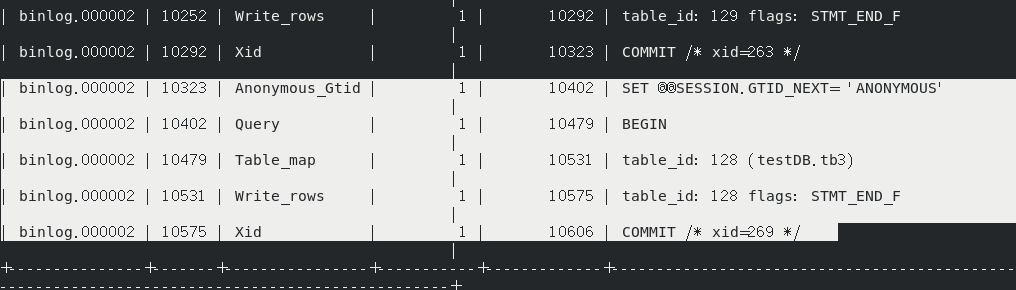 | binlog.000002 | 10252 | Write_rows | 1 | 10292 | table_id: 129 flags: STMT_END_F
|
| binlog.000002 | 10292 | Xid | 1 | 10323 | COMMIT /* xid=263 */
|
| binlog.000002 | 10323 | Anonymous_Gtid | 1 | 10402 | SET @@SESSION.GTID_NEXT= 'ANONYMOUS'
|
| binlog.000002 | 10402 | Query | 1 | 10479 | BEGIN
|
| binlog.000002 | 10479 | Table_map | 1 | 10531 | table_id: 128 (testDB.tb3)
|
| binlog.000002 | 10531 | Write_rows | 1 | 10575 | table_id: 128 flags: STMT_END_F
|
| binlog.000002 | 10575 | Xid | 1 | 10606 | COMMIT /* xid=269 */
|
+---------------+-------+----------------+-----------+-------------+---------------------------------------------
--------------------------------------------------+